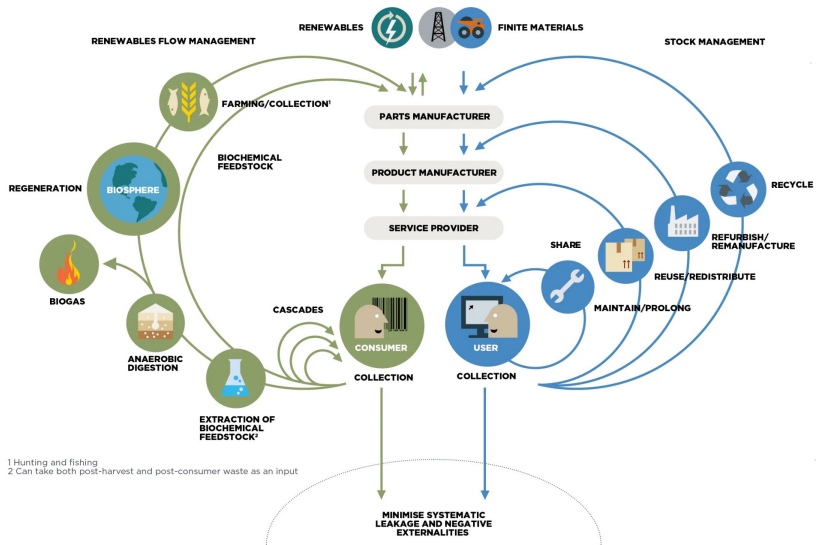 RENEWABLES
FINITE MATERIALS
RENEWABLES FLOW MANAGEMENT
STOCK MANAGEMENT
FARMING/COLLECTION¹
PARTS MANUFACTURER
BIOCHEMICAL
FEEDSTOCK
PRODUCT MANUFACTURER
REGENERATION
BIOSPHERE
RECYCLE
SERVICE PROVIDER
REFURBISH/
REMANUFACTURE
SHARE
REUSE/REDISTRIBUTE
BIOGAS
MAINTAIN/PROLONG
CASCADES
CONSUMER
USER
ANAEROBIC
DIGESTION
COLLECTION
COLLECTION
EXTRACTION OF
BIOCHEMICAL
FEEDSTOCK²
1 Hunting and fishing
2 Can take both post-harvest and post-consumer waste as an input
MINIMISE SYSTEMATIC
LEAKAGE AND NEGATIVE
EXTERNALITIES